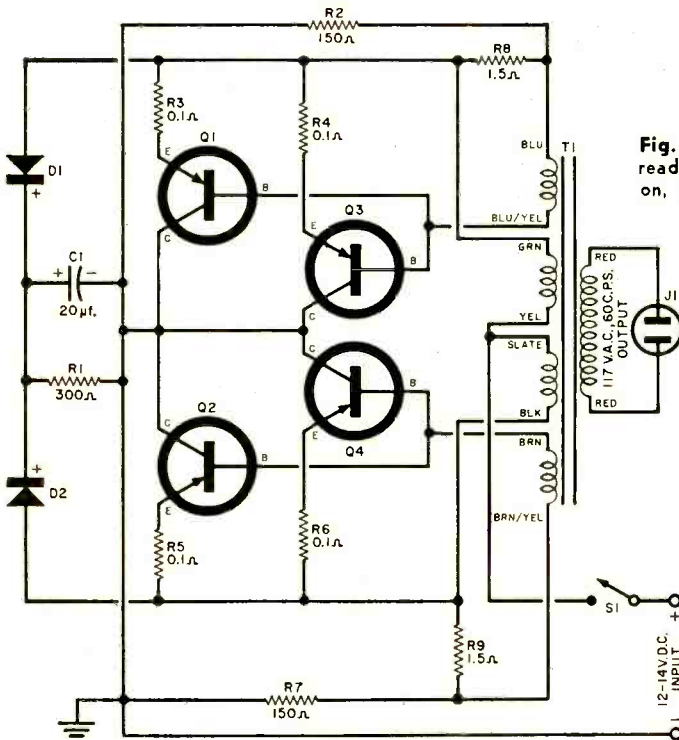 R2
150Ω
R8
1.5Ω
R3
0.1Ω
R4
0.1Ω
Q1
E
B
C
D1
+
BLU
T1
Fig.
read
on,
BLU/YEL
Q3
E
B
C
GRN
C1
+ -
20µf.
YEL
RED
J1
117 V.A.C., 60 C.P.S.
OUTPUT
SLATE
R1
300Ω
C
B
E
Q4
BLK
RED
Q2
C
B
E
BRN
D2
+
BRN/YEL
R5
0.1Ω
R6
0.1Ω
S1
+
R9
1.5Ω
12-14V.D.C.
INPUT
R7
150Ω
-